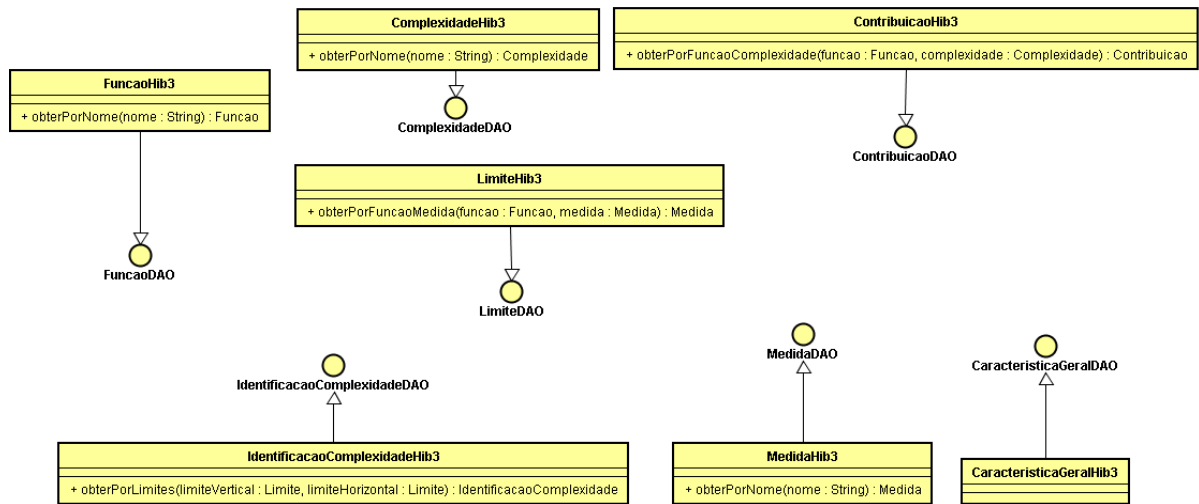 ComplexidadeHib3
+ obterPorNome(nome : String) : Complexidade
ComplexidadeDAO
ContribuicaoHib3
+ obterPorFuncaoComplexidade(funcao : Funcao, complexidade : Complexidade) : Contribuicao
ContribuicaoDAO
FuncaoHib3
+ obterPorNome(nome : String) : Funcao
FuncaoDAO
LimiteHib3
+ obterPorFuncaoMedida(funcao : Funcao, medida : Medida) : Medida
LimiteDAO
IdentificacaoComplexidadeDAO
IdentificacaoComplexidadeHib3
+ obterPorLimites(limiteVertical : Limite, limiteHorizontal : Limite) : IdentificacaoComplexidade
MedidaDAO
MedidaHib3
+ obterPorNome(nome : String) : Medida
CaracteristicaGeralDAO
CaracteristicaGeralHib3